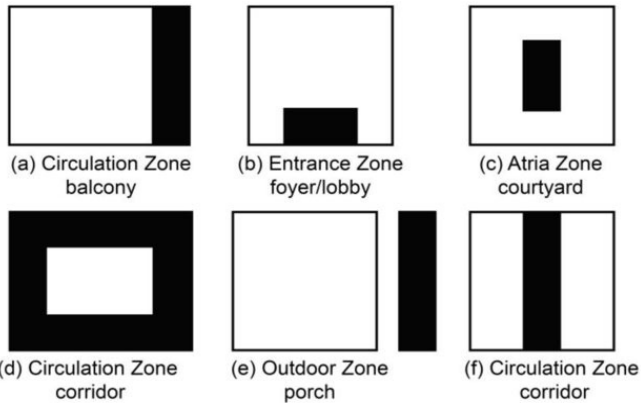 (a) Circulation Zone
balcony
(b) Entrance Zone
foyer/lobby
(c) Atria Zone
courtyard
(d) Circulation Zone
corridor
(e) Outdoor Zone
porch
(f) Circulation Zone
corridor